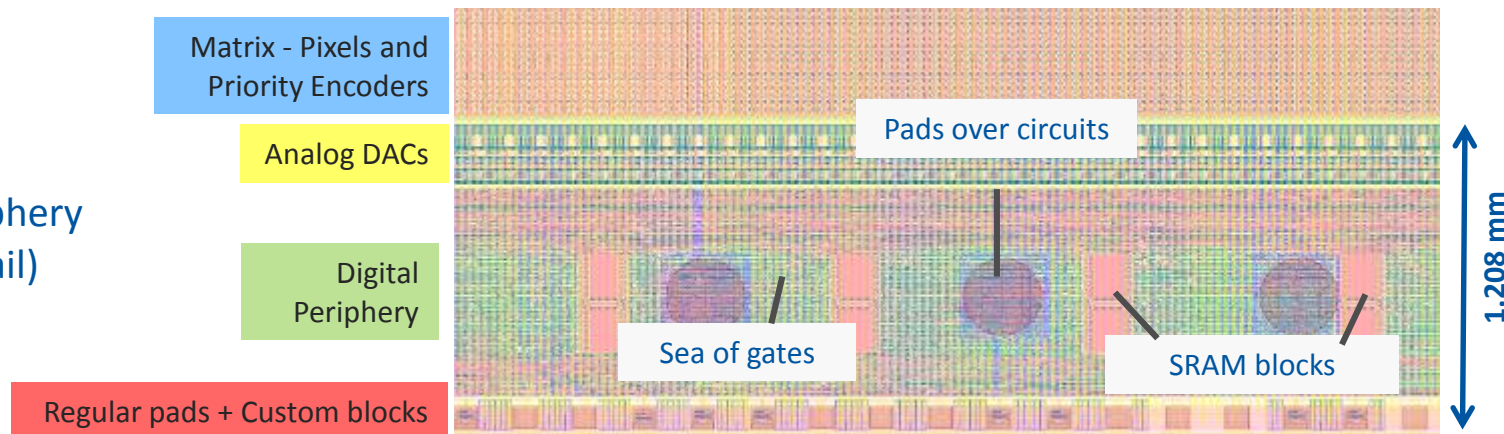 Matrix - Pixels and
Priority Encoders
Analog DACs
Digital
Periphery
Regular pads + Custom blocks
Pads over circuits
Sea of gates
SRAM blocks
1.208 mm